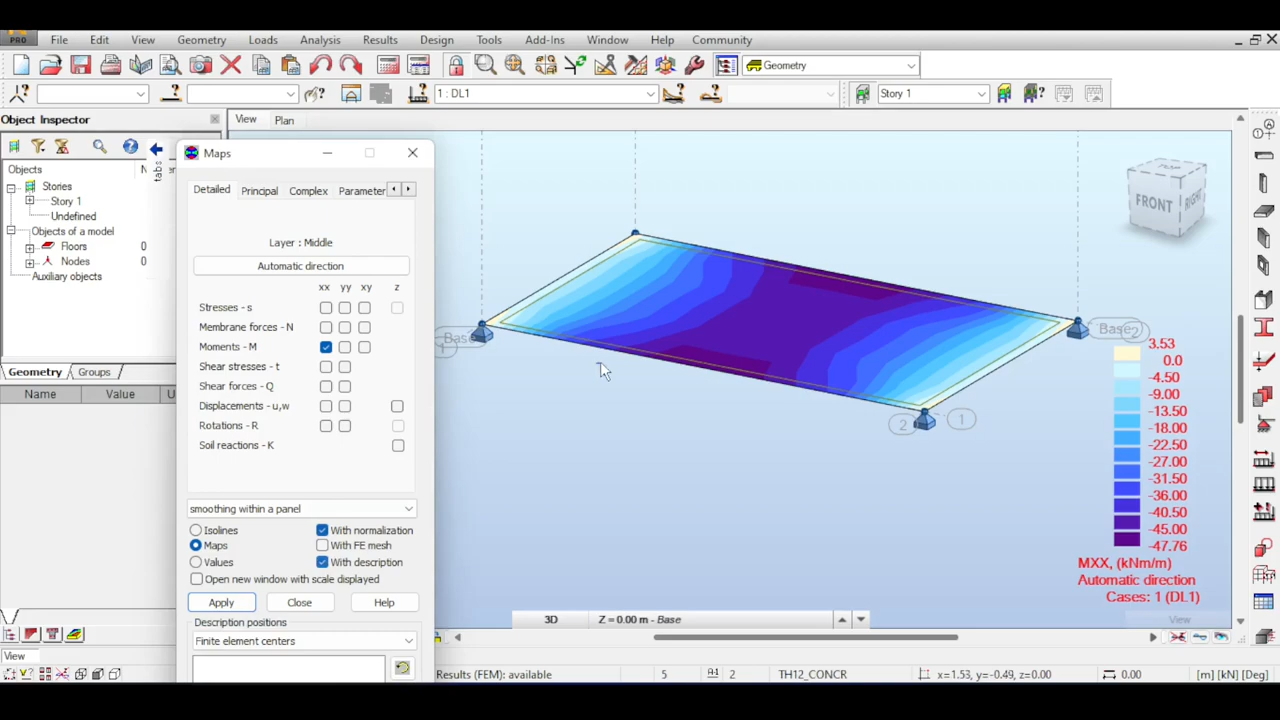 PRO File Edit View Geometry Loads Analysis Results Design Tools Add-Ins Window Help Community
Geometry
1 : DL1 Story 1
Object Inspector
View Plan
Objects
Stories
Story 1
Undefined
Objects of a model
Floors 0
Nodes 0
Auxiliary objects
Geometry Groups
Name Value
View
tabs
Maps
Detailed Principal Complex Parameter
Layer : Middle
Automatic direction
xx yy xy z
Stresses - s
Membrane forces - N
Moments - M
Shear stresses - t
Shear forces - Q
Displacements - u,w
Rotations - R
Soil reactions - K
smoothing within a panel
Isolines With normalization
Maps With FE mesh
Values With description
Open new window with scale displayed
Apply Close Help
Description positions
Finite element centers
TOP
FRONT RIGHT
Base 1
Base 2
2 1
3.53
0.0
-4.50
-9.00
-13.50
-18.00
-22.50
-27.00
-31.50
-36.00
-40.50
-45.00
-47.76
MXX, (kNm/m)
Automatic direction
Cases: 1 (DL1)
View
3D Z = 0.00 m - Base
Results (FEM): available 5 2 TH12_CONCR x=1.53, y=-0.49, z=0.00 0.00 [m] [kN] [Deg]